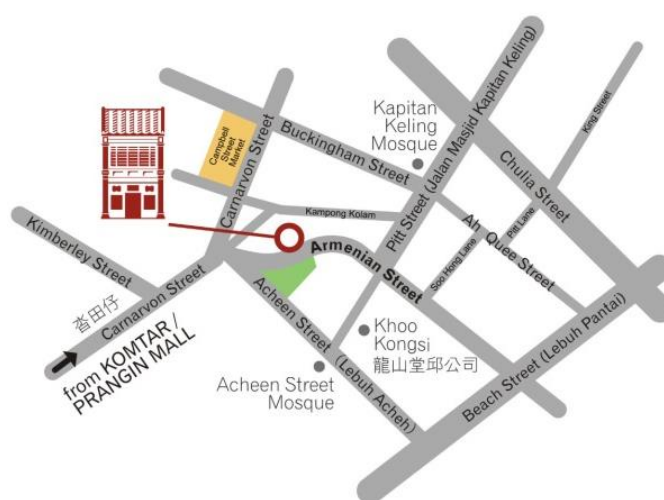 Kapitan
Keling
Mosque
King Street
Campbell
Street
Market
Buckingham Street
Pitt Street (Jalan Masjid Kapitan Keling)
Chulia Street
Carnarvon Street
Kampong Kolam
Pitt Lane
Ah Quee Street
Soo Hong Lane
Kimberley Street
Armenian Street
沓田仔
Carnarvon Street
from KOMTAR /
PRANGIN MALL
Acheen Street (Lebuh Acheh)
Khoo
Kongsi
龍山堂邱公司
Beach Street (Lebuh Pantai)
Acheen Street
Mosque